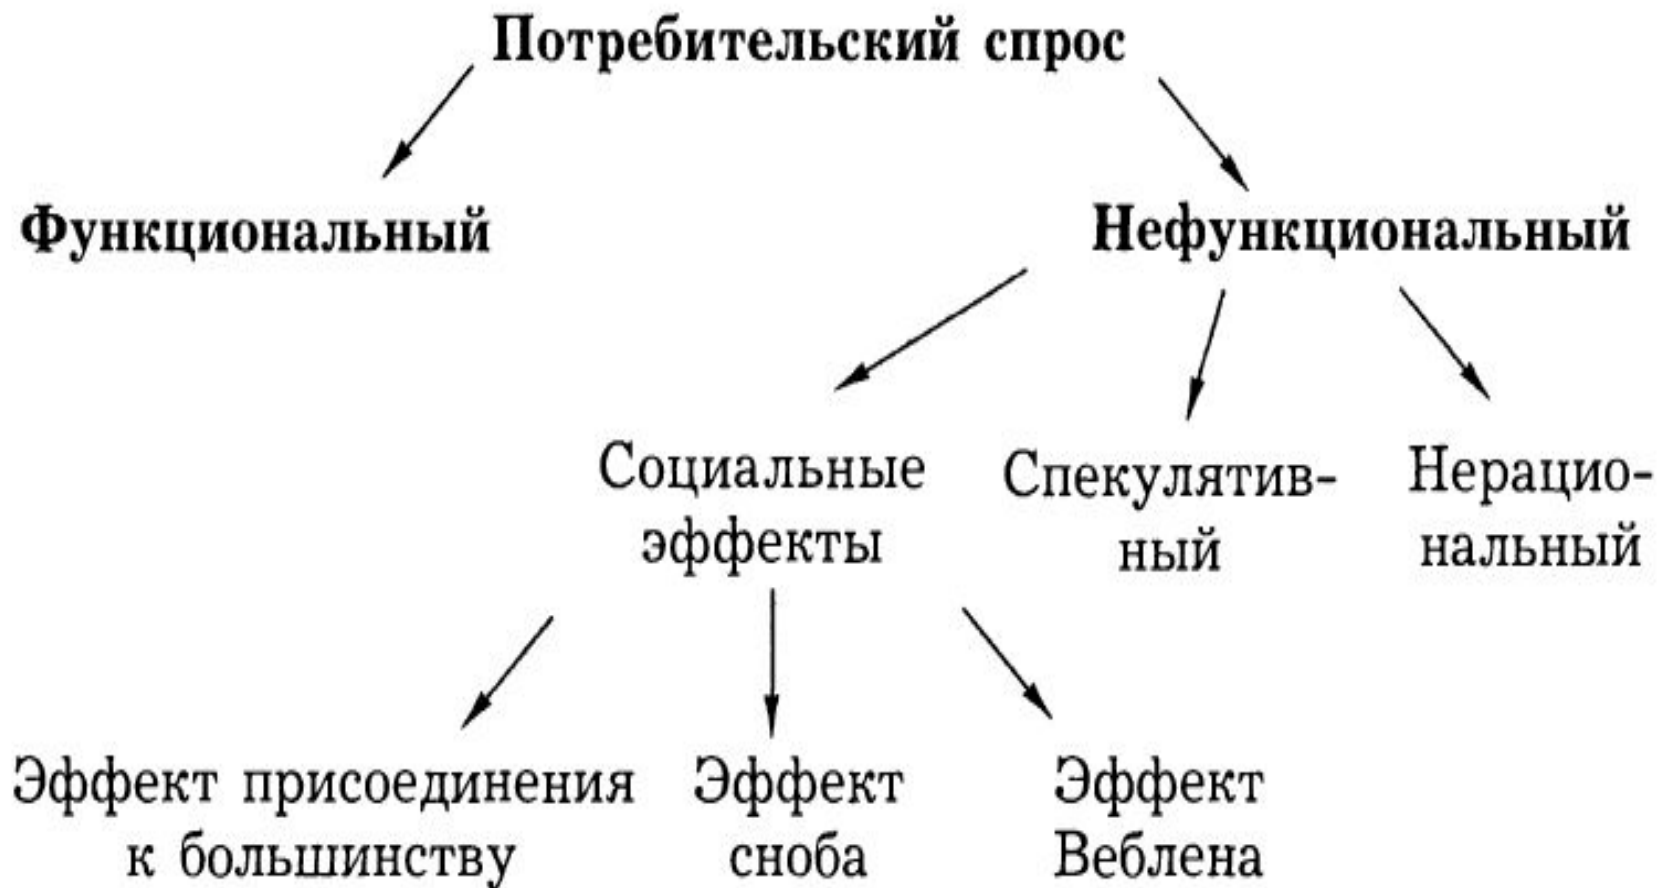 Потребительский спрос
Функциональный
Нефункциональный
Социальные
эффекты
Спекулятив-
ный
Нерацио-
нальный
Эффект присоединения
к большинству
Эффект
сноба
Эффект
Веблена